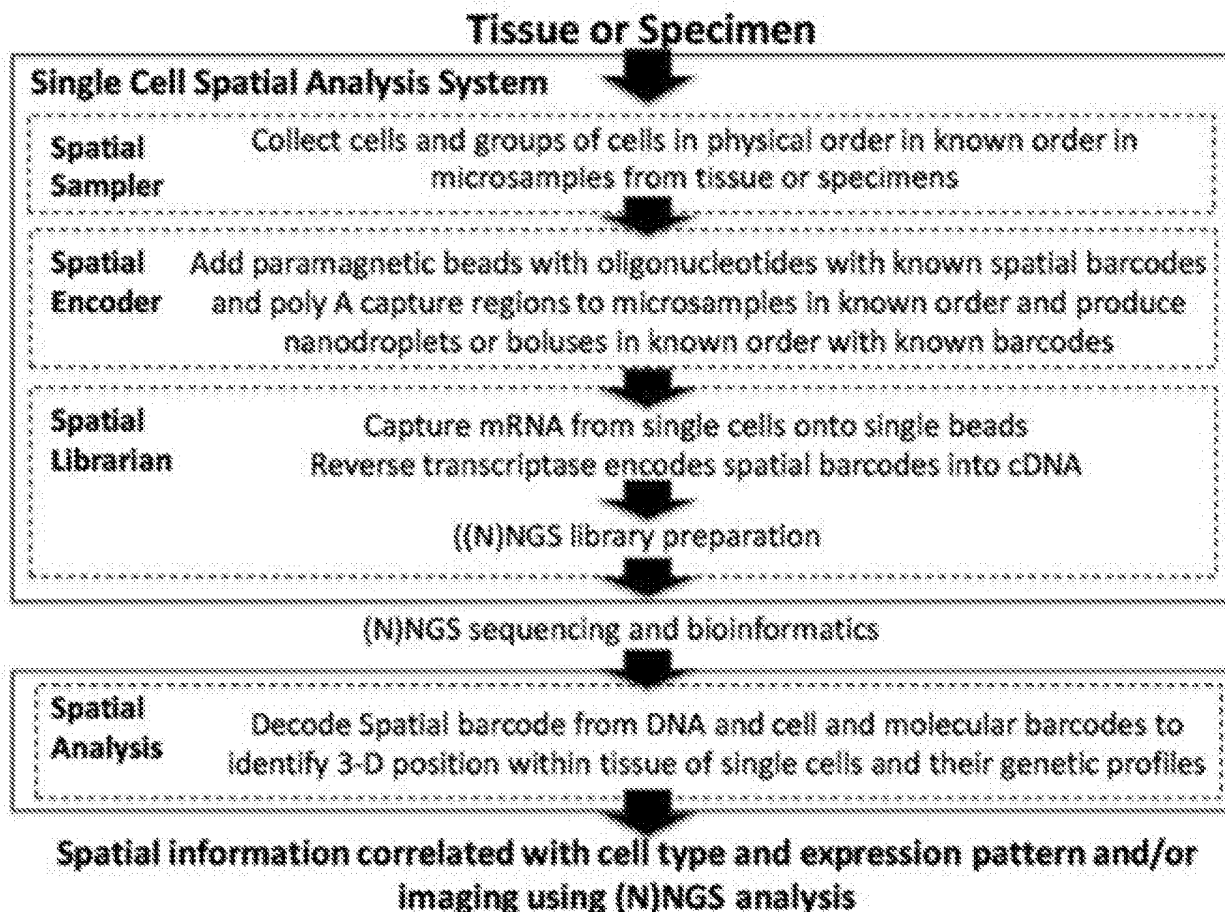 Tissue or Specimen
Single Cell Spatial Analysis System
Spatial
Sampler
Collect cells and groups of cells in physical order in known order in
microsamples from tissue or specimens
Spatial
Encoder
Add paramagnetic beads with oligonucleotides with known spatial barcodes
and poly A capture regions to microsamples in known order and produce
nanodroplets or boluses in known order with known barcodes
Spatial
Librarian
Capture mRNA from single cells onto single beads
Reverse transcriptase encodes spatial barcodes into cDNA
((N)NGS library preparation
(N)NGS sequencing and bioinformatics
Spatial
Analysis
Decode Spatial barcode from DNA and cell and molecular barcodes to
identify 3-D position within tissue of single cells and their genetic profiles
Spatial information correlated with cell type and expression pattern and/or
imaging using (N)NGS analysis